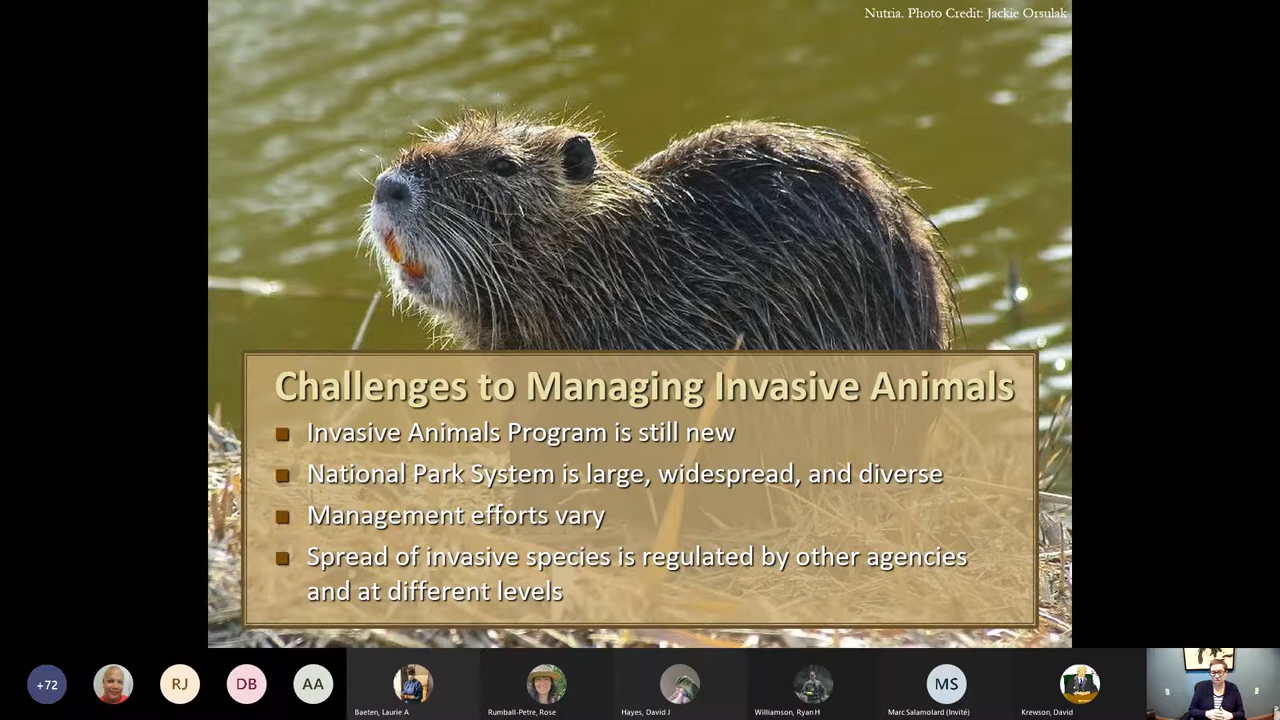 Nutria. Photo Credit: Jackie Orsulak
Challenges to Managing Invasive Animals
Invasive Animals Program is still new
National Park System is large, widespread, and diverse
Management efforts vary
Spread of invasive species is regulated by other agencies
and at different levels
+72
RJ
DB
AA
Baeten, Laurie A
Rumball-Petre, Rose
Hayes, David J
Williamson, Ryan H
MS
Marc Salamolard (Invité)
Krewson, David